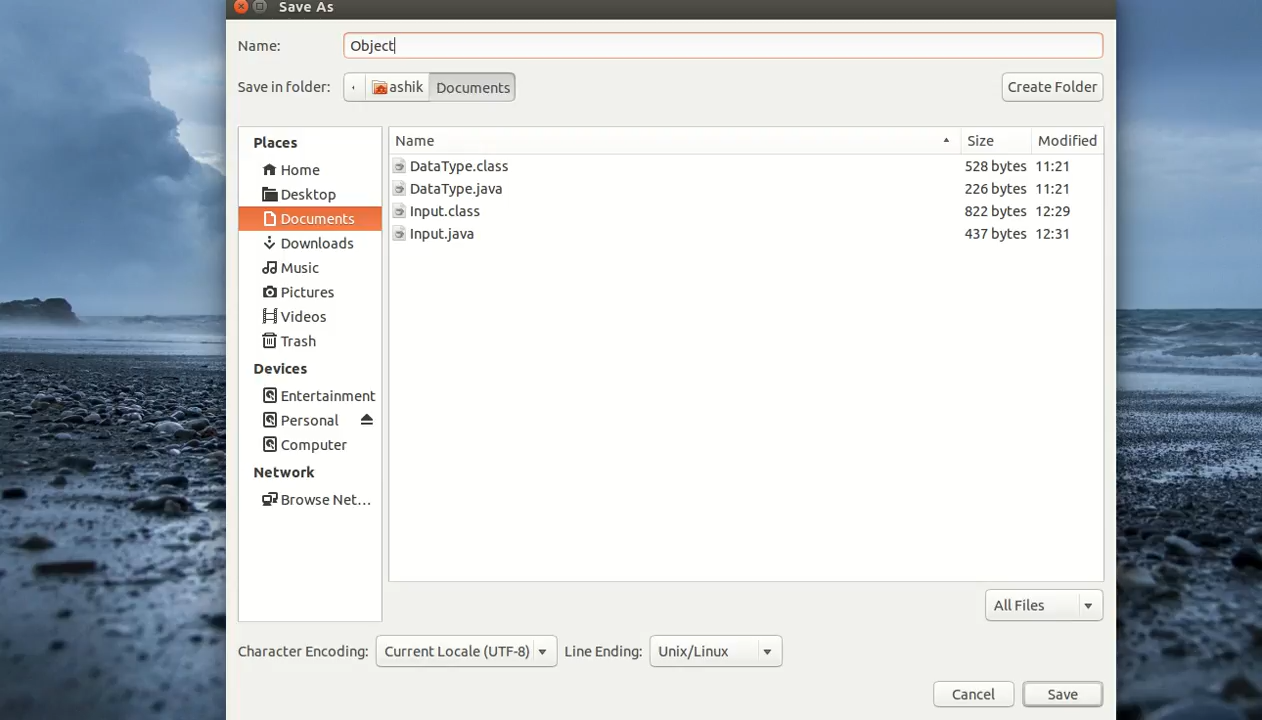 Save As
Name: Object
Save in folder: ashik Documents Create Folder
Places
Home
Desktop
Documents
Downloads
Music
Pictures
Videos
Trash
Devices
Entertainment
Personal
Computer
Network
Browse Net...
Name Size Modified
DataType.class 528 bytes 11:21
DataType.java 226 bytes 11:21
Input.class 822 bytes 12:29
Input.java 437 bytes 12:31
All Files
Character Encoding: Current Locale (UTF-8) Line Ending: Unix/Linux
Cancel Save